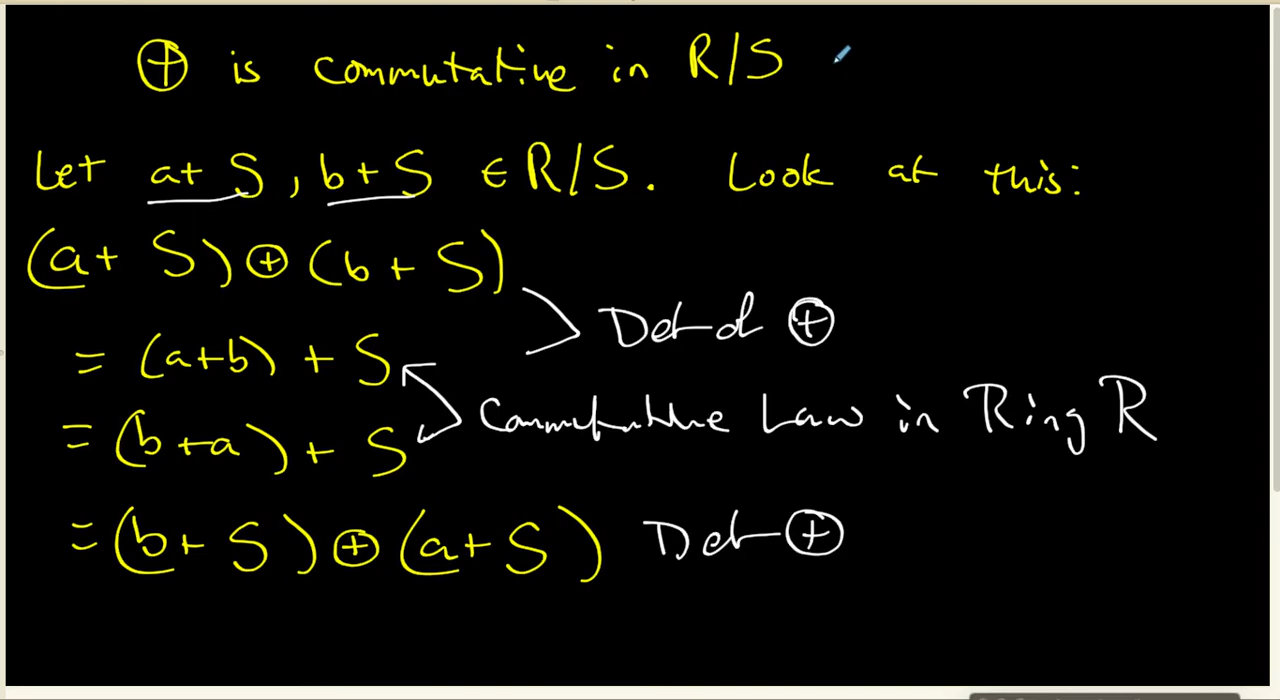 ⊕ is commutative in R/S
Let a+S, b+S ∈ R/S. Look at this:
(a+ S) ⊕ (b + S)
Def of ⊕
= (a+b) + S
Commutative Law in Ring R
= (b+a) + S
= (b+ S) ⊕ (a+S) Def ⊕